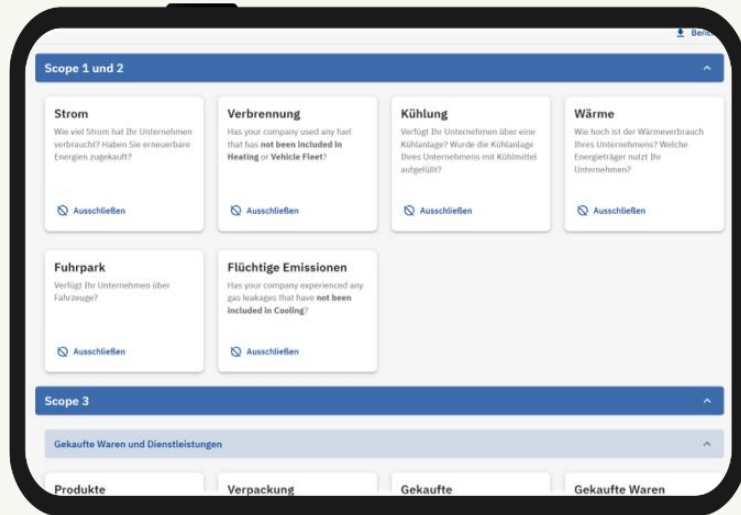 Scope 1 und 2
Strom
Wie viel Strom hat Ihr Unternehmen
verbraucht? Haben Sie erneuerbare
Energien zugekauft?
Ausschließen
Verbrennung
Has your company used any fuel
that has not been included in
Heating or Vehicle Fleet?
Ausschließen
Kühlung
Verfügt Ihr Unternehmen über eine
Kühlanlage? Wurde die Kühlanlage
Ihres Unternehmens mit Kühlmittel
aufgefüllt?
Ausschließen
Wärme
Wie hoch ist der Wärmeverbrauch
Ihres Unternehmens? Welche
Energieträger nutzt Ihr
Unternehmen?
Ausschließen
Fuhrpark
Verfügt Ihr Unternehmen über
Fahrzeuge?
Ausschließen
Flüchtige Emissionen
Has your company experienced any
gas leakages that have not been
included in Cooling?
Ausschließen
Scope 3
Gekaufte Waren und Dienstleistungen
Produkte
Verpackung
Gekaufte
Gekaufte Waren